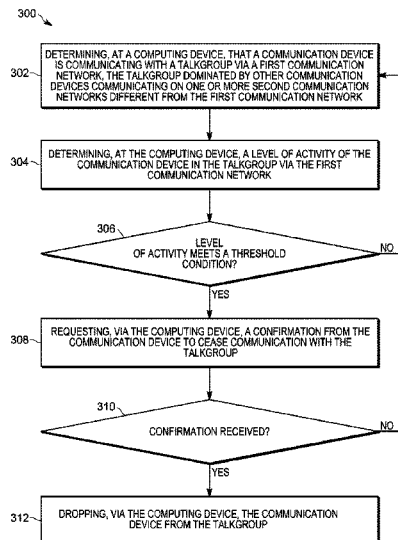 300
302
DETERMINING, AT A COMPUTING DEVICE, THAT A COMMUNICATION DEVICE
IS COMMUNICATING WITH A TALKGROUP VIA A FIRST COMMUNICATION
NETWORK, THE TALKGROUP DOMINATED BY OTHER COMMUNICATION
DEVICES COMMUNICATING ON ONE OR MORE SECOND COMMUNICATION
NETWORKS DIFFERENT FROM THE FIRST COMMUNICATION NETWORK
304
DETERMINING, AT THE COMPUTING DEVICE, A LEVEL OF ACTIVITY OF THE
COMMUNICATION DEVICE IN THE TALKGROUP VIA THE FIRST
COMMUNICATION NETWORK
306
LEVEL
OF ACTIVITY MEETS A THRESHOLD
CONDITION?
NO
YES
308
REQUESTING, VIA THE COMPUTING DEVICE, A CONFIRMATION FROM THE
COMMUNICATION DEVICE TO CEASE COMMUNICATION WITH THE
TALKGROUP
310
CONFIRMATION RECEIVED?
NO
YES
312
DROPPING, VIA THE COMPUTING DEVICE, THE COMMUNICATION
DEVICE FROM THE TALKGROUP